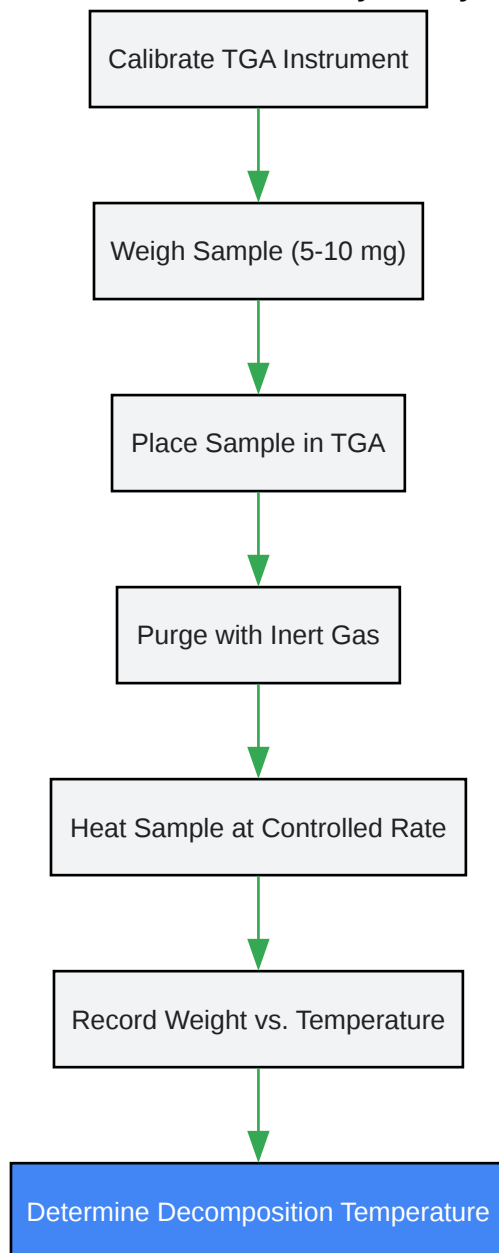 Calibrate TGA Instrument
Weigh Sample (5-10 mg)
Place Sample in TGA
Purge with Inert Gas
Heat Sample at Controlled Rate
Record Weight vs. Temperature
Determine Decomposition Temperature